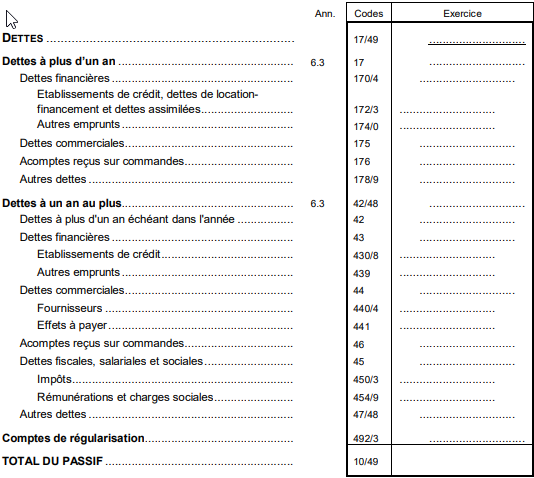 Ann. Codes Exercice
DETTES ........................................................................ 17/49 .............................
Dettes à plus d'un an ...................................................... 6.3 17 .............................
Dettes financières ......................................................... 170/4 .............................
Etablissements de crédit, dettes de location-
financement et dettes assimilées............................ 172/3 .............................
Autres emprunts .................................................... 174/0 .............................
Dettes commerciales..................................................... 175 .............................
Acomptes reçus sur commandes................................. 176 .............................
Autres dettes ................................................................ 178/9 .............................
Dettes à un an au plus.................................................... 6.3 42/48 .............................
Dettes à plus d'un an échéant dans l'année ................. 42 .............................
Dettes financières ......................................................... 43 .............................
Etablissements de crédit........................................ 430/8 .............................
Autres emprunts .................................................... 439 .............................
Dettes commerciales..................................................... 44 .............................
Fournisseurs .......................................................... 440/4 .............................
Effets à payer ........................................................ 441 .............................
Acomptes reçus sur commandes................................. 46 .............................
Dettes fiscales, salariales et sociales ........................... 45 .............................
Impôts.................................................................... 450/3 .............................
Rémunérations et charges sociales........................ 454/9 .............................
Autres dettes ................................................................ 47/48 .............................
Comptes de régularisation............................................. 492/3 .............................
TOTAL DU PASSIF ......................................................... 10/49